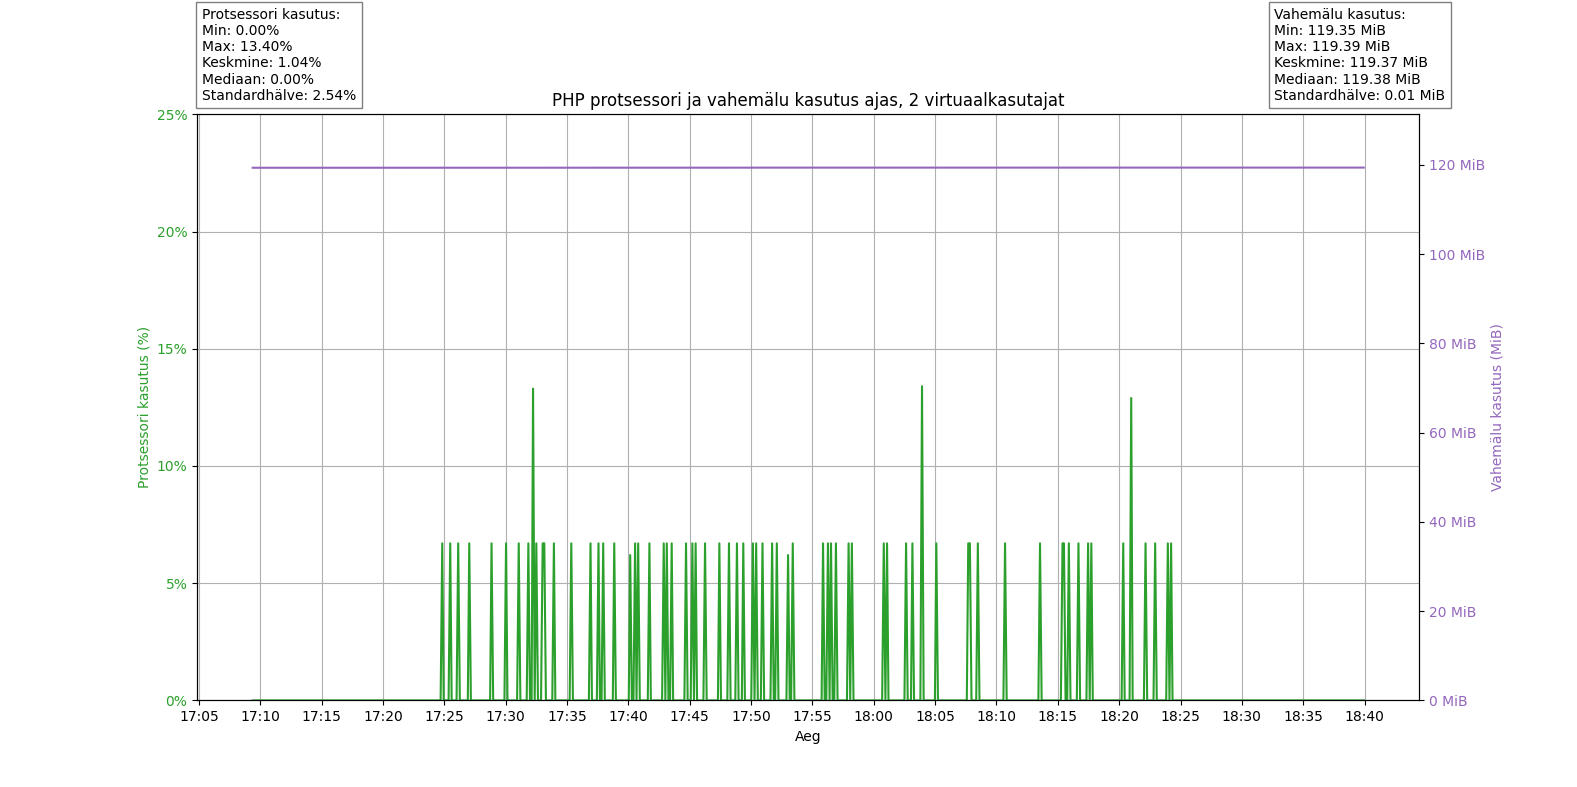 Protsessori kasutus:
Min: 0.00%
Max: 13.40%
Keskmine: 1.04%
Mediaan: 0.00%
Standardhälve: 2.54%
Vahemälu kasutus:
Min: 119.35 MiB
Max: 119.39 MiB
Keskmine: 119.37 MiB
Mediaan: 119.38 MiB
Standardhälve: 0.01 MiB
PHP protsessori ja vahemälu kasutus ajas, 2 virtuaalkasutajat
25%
20%
15%
10%
5%
0%
Protsessori kasutus (%)
120 MiB
100 MiB
80 MiB
60 MiB
40 MiB
20 MiB
0 MiB
Vahemälu kasutus (MiB)
17:05 17:10 17:15 17:20 17:25 17:30 17:35 17:40 17:45 17:50 17:55 18:00 18:05 18:10 18:15 18:20 18:25 18:30 18:35 18:40
Aeg